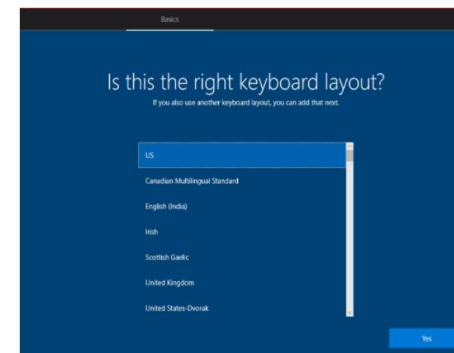 Basics
Is this the right keyboard layout?
If you also use another keyboard layout, you can add that next.
US
Canadian Multilingual Standard
English (India)
Irish
Scottish Gaelic
United Kingdom
United States-Dvorak
Yes